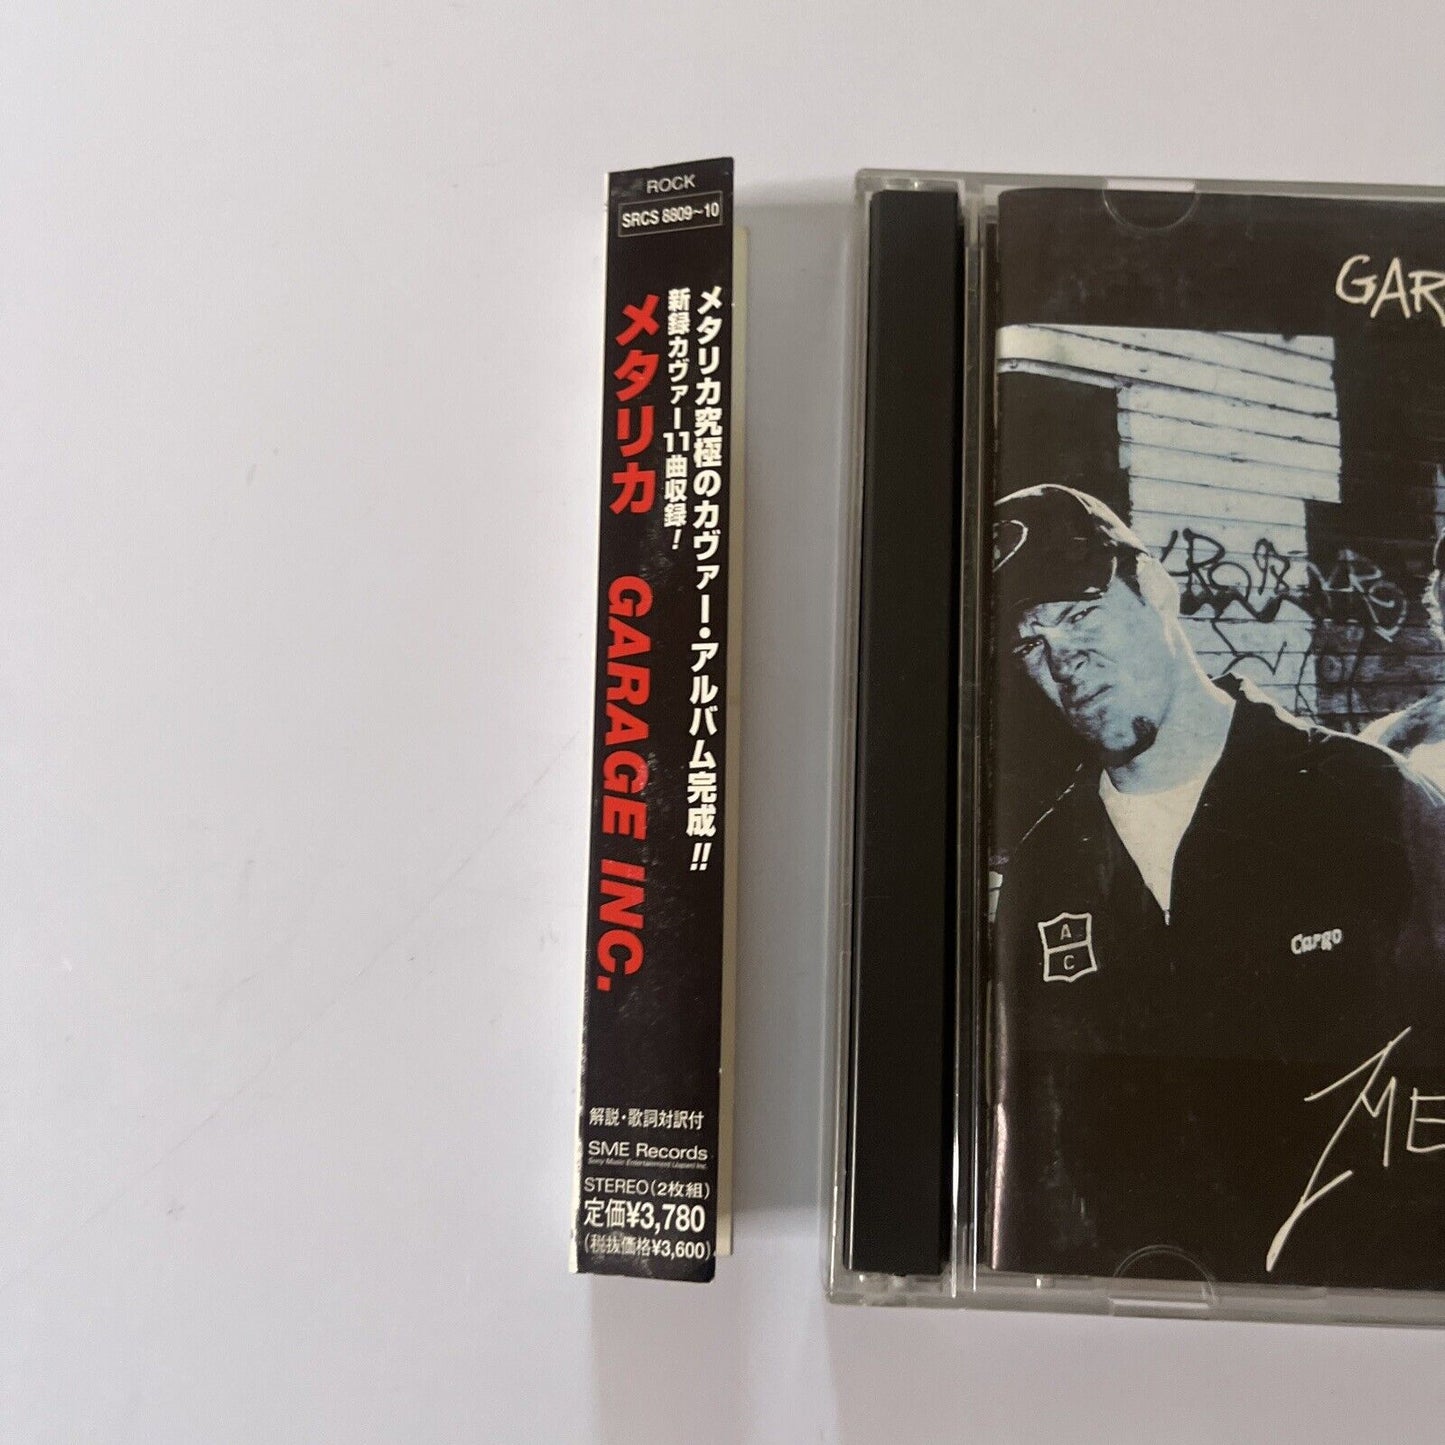 ROCK
SRCS 8809~10
メタリカ究極のカヴァー・アルバム完成!!
新録カヴァー11曲収録!
メタリカ GARAGE INC.
解説・歌詞対訳付
SME Records
Sony Music Entertainment (Japan) Inc.
STEREO(2枚組)
定価¥3,780
(税抜価格¥3,600)
GAR
A
C
Cargo
ME